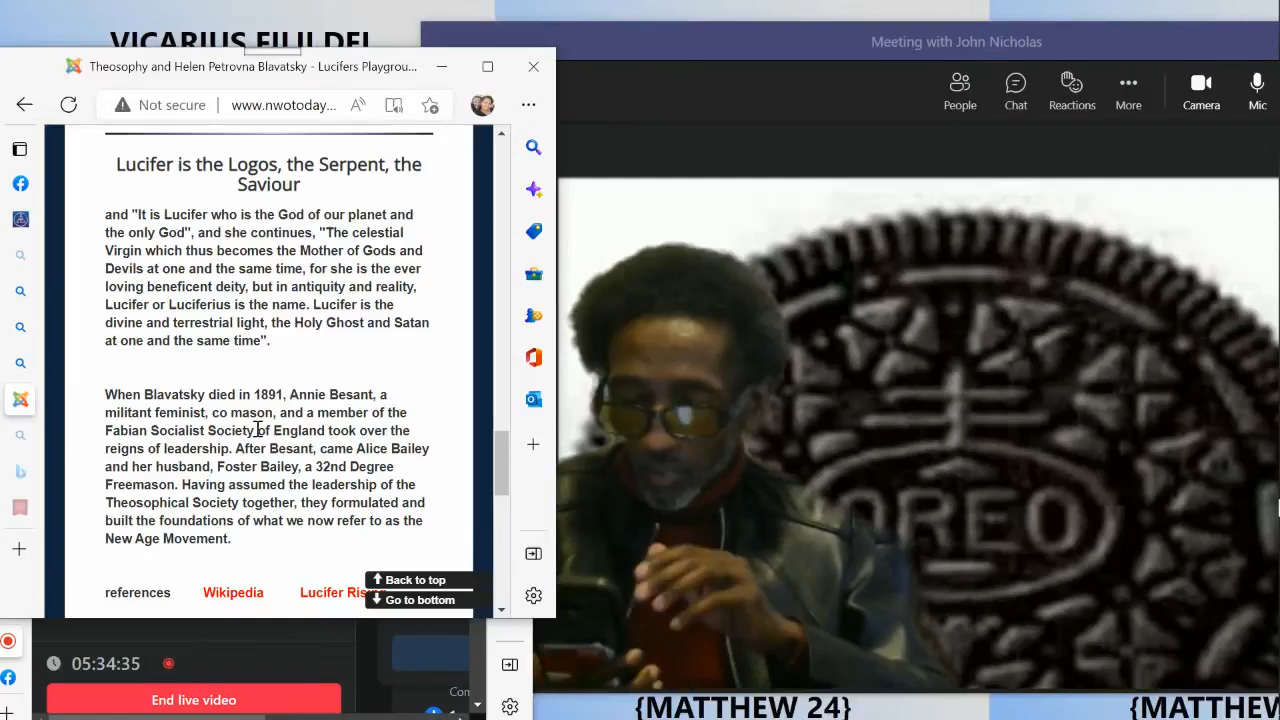 VICARIUS FILII DEI
Meeting with John Nicholas
Theosophy and Helen Petrovna Blavatsky - Lucifers Playgrou...
Not secure
www.nwotoday...
People
Chat
Reactions
More
Camera
Mic
Lucifer is the Logos, the Serpent, the
Saviour
and "It is Lucifer who is the God of our planet and
the only God", and she continues, "The celestial
Virgin which thus becomes the Mother of Gods and
Devils at one and the same time, for she is the ever
loving beneficent deity, but in antiquity and reality,
Lucifer or Luciferius is the name. Lucifer is the
divine and terrestrial light, the Holy Ghost and Satan
at one and the same time".
When Blavatsky died in 1891, Annie Besant, a
militant feminist, co mason, and a member of the
Fabian Socialist Society of England took over the
reigns of leadership. After Besant, came Alice Bailey
and her husband, Foster Bailey, a 32nd Degree
Freemason. Having assumed the leadership of the
Theosophical Society together, they formulated and
built the foundations of what we now refer to as the
New Age Movement.
references Wikipedia Lucifer Rising
Back to top
Go to bottom
OREO
05:34:35
End live video
Con
{MATTHEW 24}
{MATTHEW